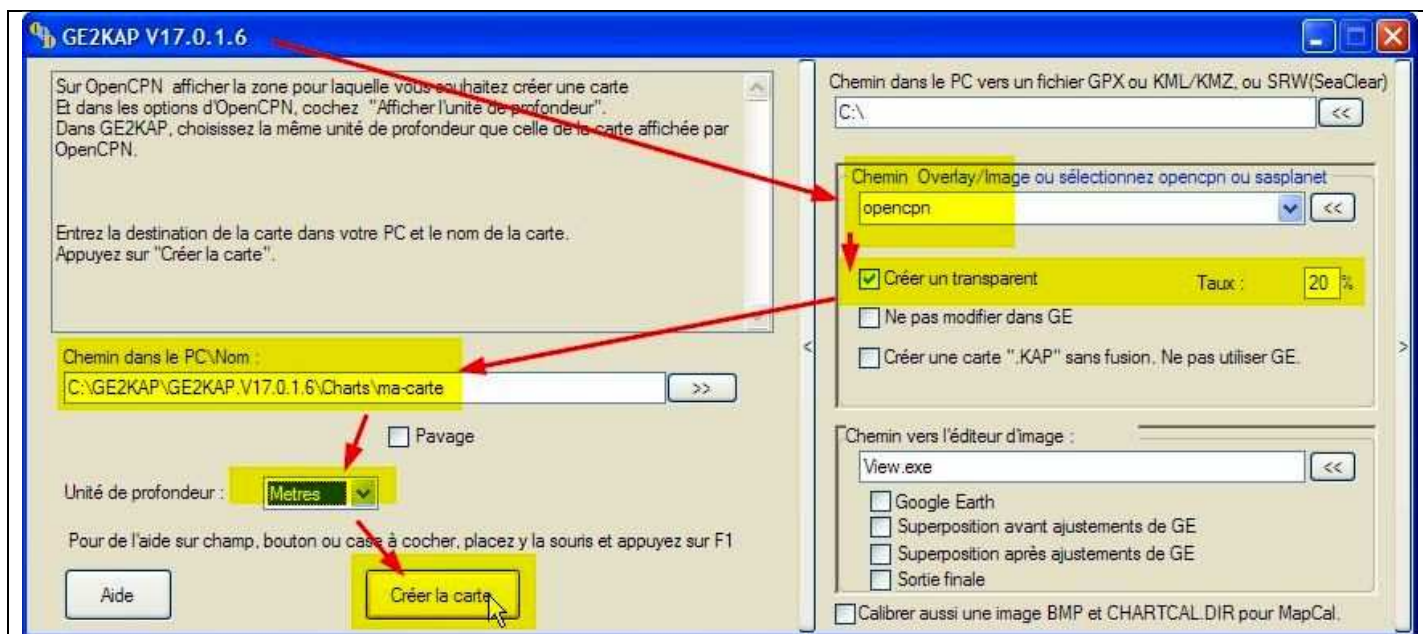 GE2KAP V17.0.1.6
Sur OpenCPN afficher la zone pour laquelle vous souhaitez créer une carte
Et dans les options d'OpenCPN, cochez "Afficher l'unité de profondeur".
Dans GE2KAP, choisissez la même unité de profondeur que celle de la carte affichée par
OpenCPN.
Entrez la destination de la carte dans votre PC et le nom de la carte.
Appuyez sur "Créer la carte".
Chemin dans le PC\Nom :
C:\GE2KAP\GE2KAP.V17.0.1.6\Charts\ma-carte
>>
Pavage
Unité de profondeur :
Metres
Pour de l'aide sur champ, bouton ou case à cocher, placez y la souris et appuyez sur F1
Aide
Créer la carte
<
Chemin dans le PC vers un fichier GPX ou KML/KMZ, ou SRW(SeaClear)
C:\
<<
Chemin Overlay/Image ou sélectionnez opencpn ou sasplanet
opencpn
<<
Créer un transparent
Taux :
20 %
Ne pas modifier dans GE
Créer une carte ".KAP" sans fusion. Ne pas utiliser GE.
Chemin vers l'éditeur d'image :
View.exe
<<
Google Earth
Superposition avant ajustements de GE
Superposition après ajustements de GE
Sortie finale
Calibrer aussi une image BMP et CHARTCAL.DIR pour MapCal.
>